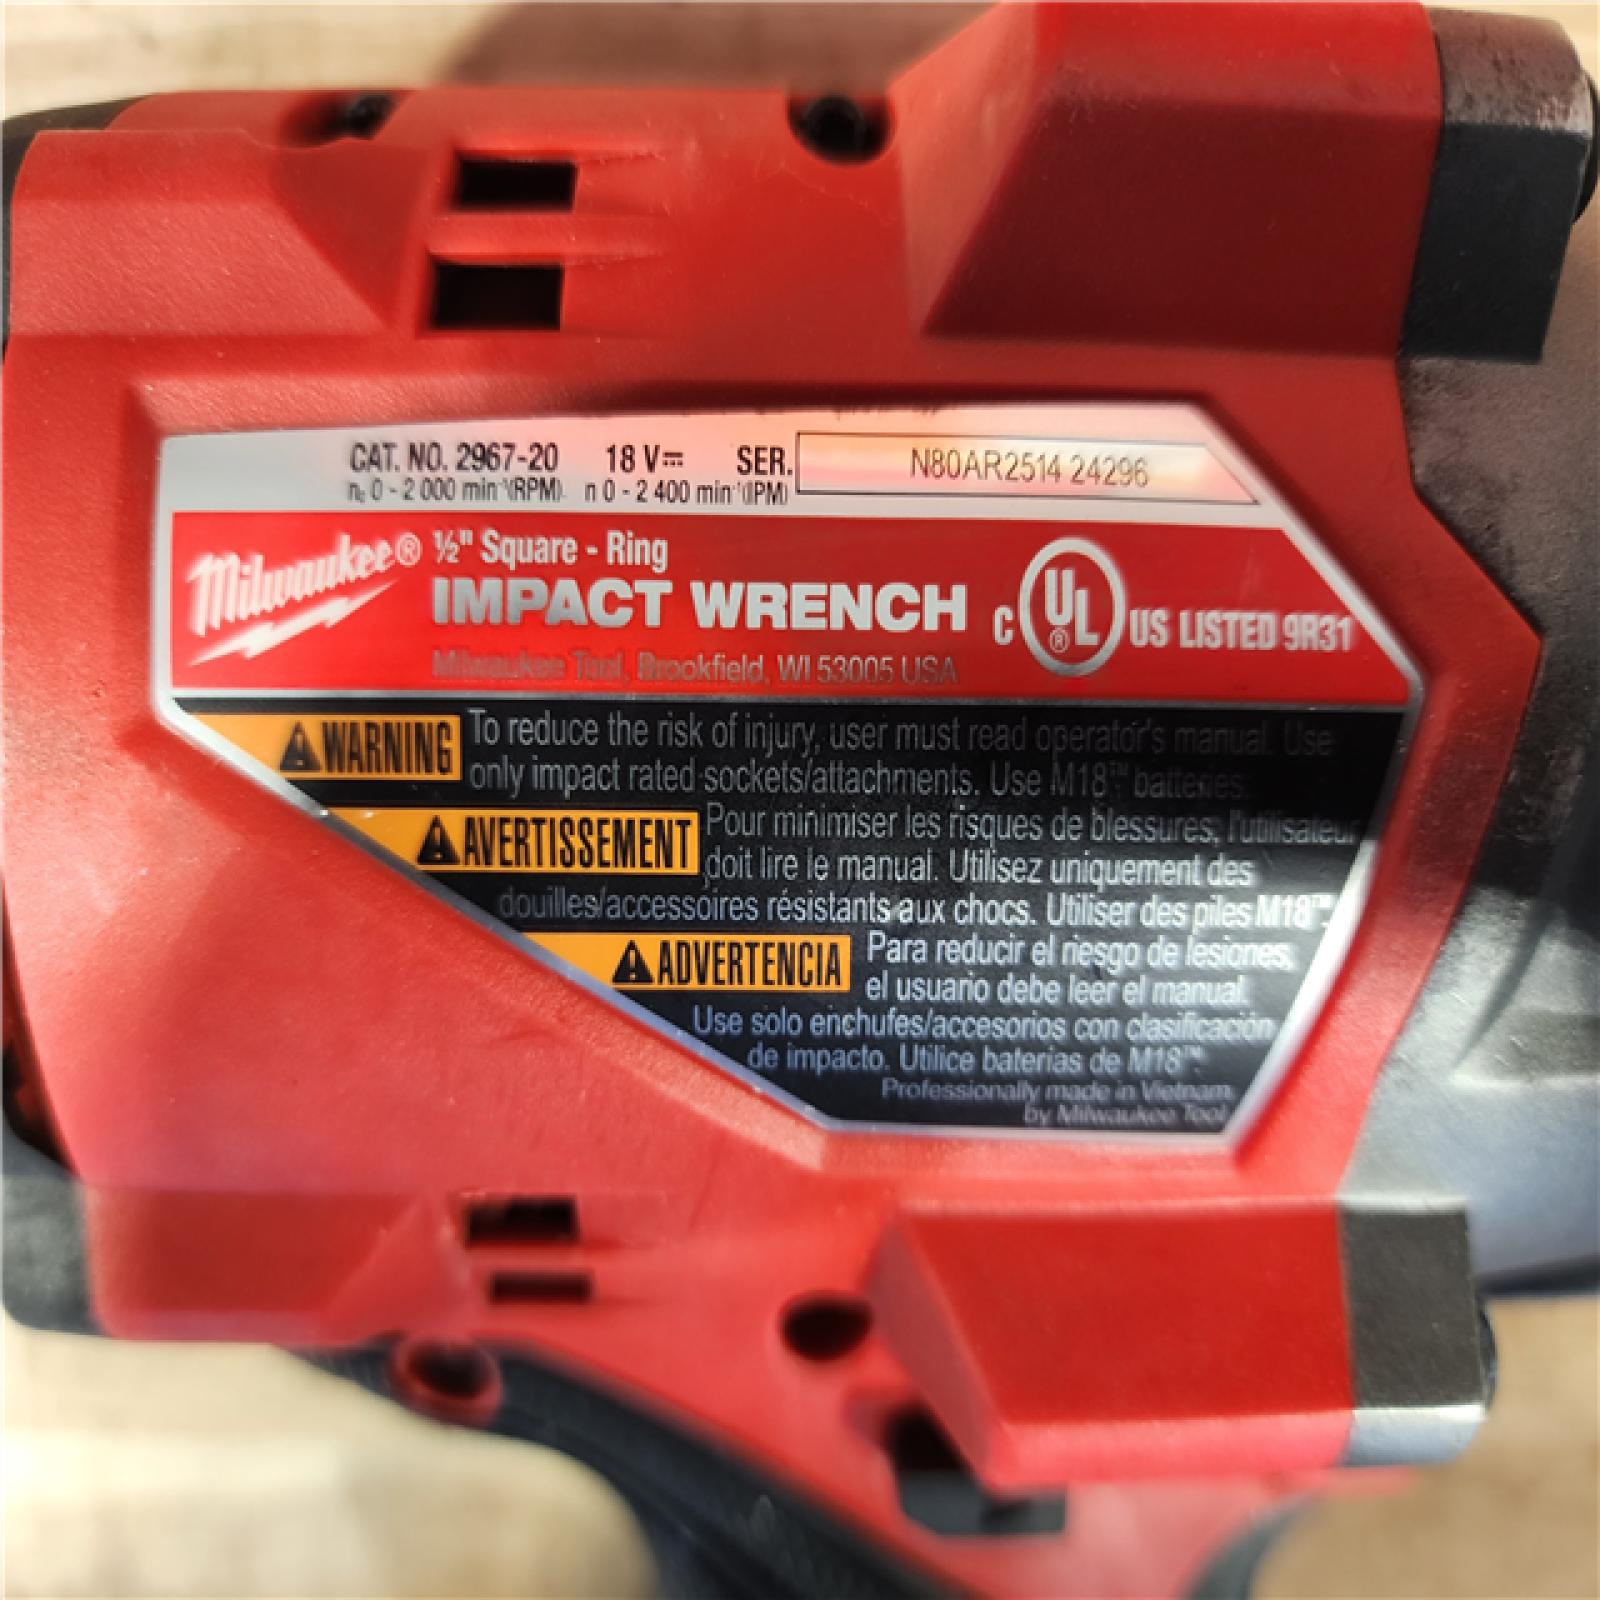 CAT. NO. 2967-20 18 V⎓ SER. N80AR2514 24296
n₀ 0 - 2 000 min⁻¹(RPM) n 0 - 2 400 min⁻¹(IPM)
Milwaukee® ½" Square - Ring
IMPACT WRENCH C UL® US LISTED 9R31
Milwaukee Tool, Brookfield, WI 53005 USA
⚠WARNING To reduce the risk of injury, user must read operator's manual. Use
only impact rated sockets/attachments. Use M18™ batteries.
⚠AVERTISSEMENT Pour minimiser les risques de blessures, l'utilisateur
doit lire le manual. Utilisez uniquement des
douilles/accessoires résistants aux chocs. Utiliser des piles M18™.
⚠ADVERTENCIA Para reducir el riesgo de lesiones,
el usuario debe leer el manual.
Use solo enchufes/accesorios con clasificación
de impacto. Utilice baterías de M18™.
Professionally made in Vietnam
by Milwaukee Tool